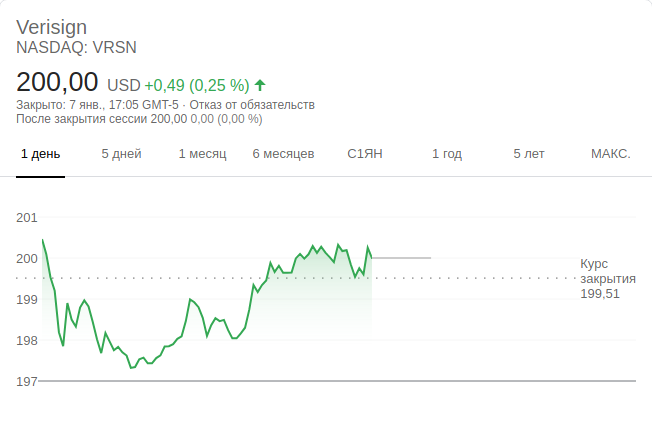 Verisign
NASDAQ: VRSN
200,00 USD +0,49 (0,25 %) ↑
Закрыто: 7 янв., 17:05 GMT-5 · Отказ от обязательств
После закрытия сессии 200,00 0,00 (0,00 %)
1 день 5 дней 1 месяц 6 месяцев С1ЯН 1 год 5 лет МАКС.
201
200
199
198
197
Курс
закрытия
199,51